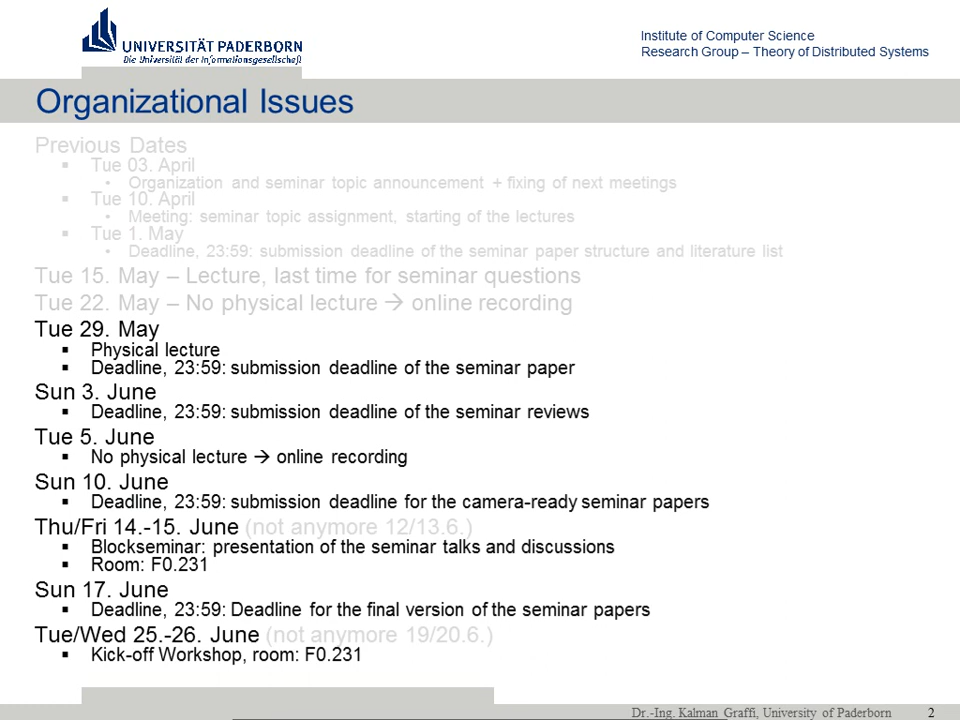 UNIVERSITÄT PADERBORN
Die Universität der Informationsgesellschaft
Institute of Computer Science
Research Group – Theory of Distributed Systems
Organizational Issues
Previous Dates
▪ Tue 03. April
• Organization and seminar topic announcement + fixing of next meetings
▪ Tue 10. April
• Meeting: seminar topic assignment, starting of the lectures
▪ Tue 1. May
• Deadline, 23:59: submission deadline of the seminar paper structure and literature list
Tue 15. May – Lecture, last time for seminar questions
Tue 22. May – No physical lecture → online recording
Tue 29. May
▪ Physical lecture
▪ Deadline, 23:59: submission deadline of the seminar paper
Sun 3. June
▪ Deadline, 23:59: submission deadline of the seminar reviews
Tue 5. June
▪ No physical lecture → online recording
Sun 10. June
▪ Deadline, 23:59: submission deadline for the camera-ready seminar papers
Thu/Fri 14.-15. June (not anymore 12/13.6.)
▪ Blockseminar: presentation of the seminar talks and discussions
▪ Room: F0.231
Sun 17. June
▪ Deadline, 23:59: Deadline for the final version of the seminar papers
Tue/Wed 25.-26. June (not anymore 19/20.6.)
▪ Kick-off Workshop, room: F0.231
Dr.-Ing. Kalman Graffi, University of Paderborn 2